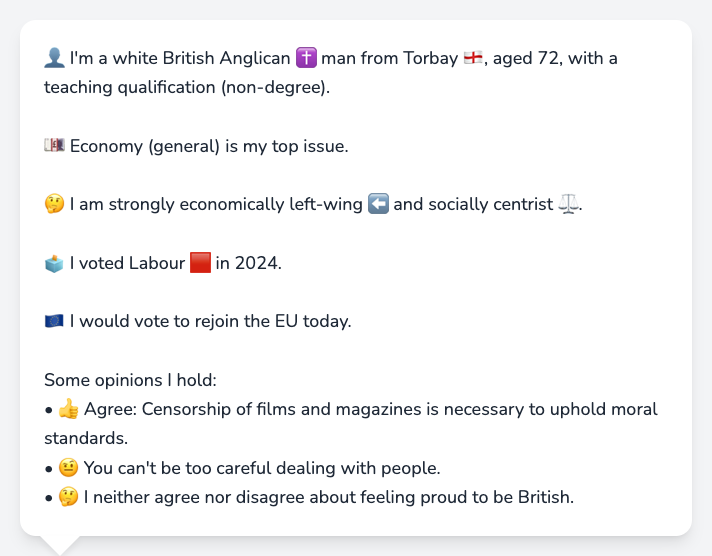 👤 I'm a white British Anglican ✝️ man from Torbay 🏴󠁧󠁢󠁥󠁮󠁧󠁿, aged 72, with a
teaching qualification (non-degree).
💷 Economy (general) is my top issue.
🤔 I am strongly economically left-wing ⬅️ and socially centrist ⚖️.
🗳️ I voted Labour 🟥 in 2024.
🇪🇺 I would vote to rejoin the EU today.
Some opinions I hold:
• 👍 Agree: Censorship of films and magazines is necessary to uphold moral
standards.
• 🤨 You can't be too careful dealing with people.
• 🤔 I neither agree nor disagree about feeling proud to be British.